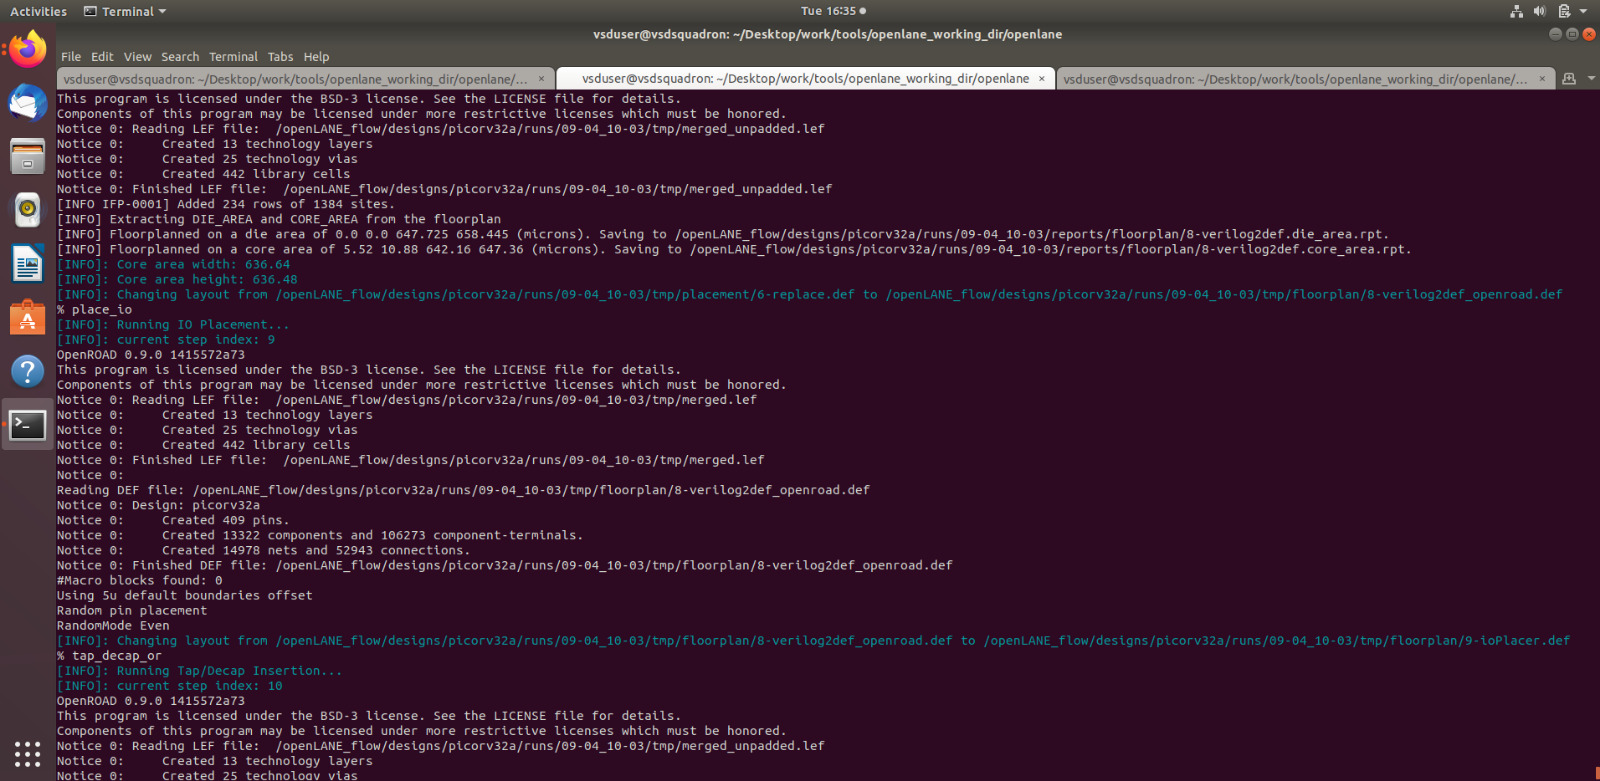 Activities Terminal Tue 16:35
vsduser@vsdsquadron: ~/Desktop/work/tools/openlane_working_dir/openlane
File Edit View Search Terminal Tabs Help
vsduser@vsdsquadron: ~/Desktop/work/tools/openlane_working_dir/openlane/... × vsduser@vsdsquadron: ~/Desktop/work/tools/openlane_working_dir/openlane × vsduser@vsdsquadron: ~/Desktop/work/tools/openlane_working_dir/openlane/... ×
This program is licensed under the BSD-3 license. See the LICENSE file for details.
Components of this program may be licensed under more restrictive licenses which must be honored.
Notice 0: Reading LEF file:  /openLANE_flow/designs/picorv32a/runs/09-04_10-03/tmp/merged_unpadded.lef
Notice 0:     Created 13 technology layers
Notice 0:     Created 25 technology vias
Notice 0:     Created 442 library cells
Notice 0: Finished LEF file:  /openLANE_flow/designs/picorv32a/runs/09-04_10-03/tmp/merged_unpadded.lef
[INFO IFP-0001] Added 234 rows of 1384 sites.
[INFO] Extracting DIE_AREA and CORE_AREA from the floorplan
[INFO] Floorplanned on a die area of 0.0 0.0 647.725 658.445 (microns). Saving to /openLANE_flow/designs/picorv32a/runs/09-04_10-03/reports/floorplan/8-verilog2def.die_area.rpt.
[INFO] Floorplanned on a core area of 5.52 10.88 642.16 647.36 (microns). Saving to /openLANE_flow/designs/picorv32a/runs/09-04_10-03/reports/floorplan/8-verilog2def.core_area.rpt.
[INFO]: Core area width: 636.64
[INFO]: Core area height: 636.48
[INFO]: Changing layout from /openLANE_flow/designs/picorv32a/runs/09-04_10-03/tmp/placement/6-replace.def to /openLANE_flow/designs/picorv32a/runs/09-04_10-03/tmp/floorplan/8-verilog2def_openroad.def
% place_io
[INFO]: Running IO Placement...
[INFO]: current step index: 9
OpenROAD 0.9.0 1415572a73
This program is licensed under the BSD-3 license. See the LICENSE file for details.
Components of this program may be licensed under more restrictive licenses which must be honored.
Notice 0: Reading LEF file:  /openLANE_flow/designs/picorv32a/runs/09-04_10-03/tmp/merged.lef
Notice 0:     Created 13 technology layers
Notice 0:     Created 25 technology vias
Notice 0:     Created 442 library cells
Notice 0: Finished LEF file:  /openLANE_flow/designs/picorv32a/runs/09-04_10-03/tmp/merged.lef
Notice 0:
Reading DEF file: /openLANE_flow/designs/picorv32a/runs/09-04_10-03/tmp/floorplan/8-verilog2def_openroad.def
Notice 0: Design: picorv32a
Notice 0:     Created 409 pins.
Notice 0:     Created 13322 components and 106273 component-terminals.
Notice 0:     Created 14978 nets and 52943 connections.
Notice 0: Finished DEF file: /openLANE_flow/designs/picorv32a/runs/09-04_10-03/tmp/floorplan/8-verilog2def_openroad.def
#Macro blocks found: 0
Using 5u default boundaries offset
Random pin placement
RandomMode Even
[INFO]: Changing layout from /openLANE_flow/designs/picorv32a/runs/09-04_10-03/tmp/floorplan/8-verilog2def_openroad.def to /openLANE_flow/designs/picorv32a/runs/09-04_10-03/tmp/floorplan/9-ioPlacer.def
% tap_decap_or
[INFO]: Running Tap/Decap Insertion...
[INFO]: current step index: 10
OpenROAD 0.9.0 1415572a73
This program is licensed under the BSD-3 license. See the LICENSE file for details.
Components of this program may be licensed under more restrictive licenses which must be honored.
Notice 0: Reading LEF file:  /openLANE_flow/designs/picorv32a/runs/09-04_10-03/tmp/merged_unpadded.lef
Notice 0:     Created 13 technology layers
Notice 0:     Created 25 technology vias